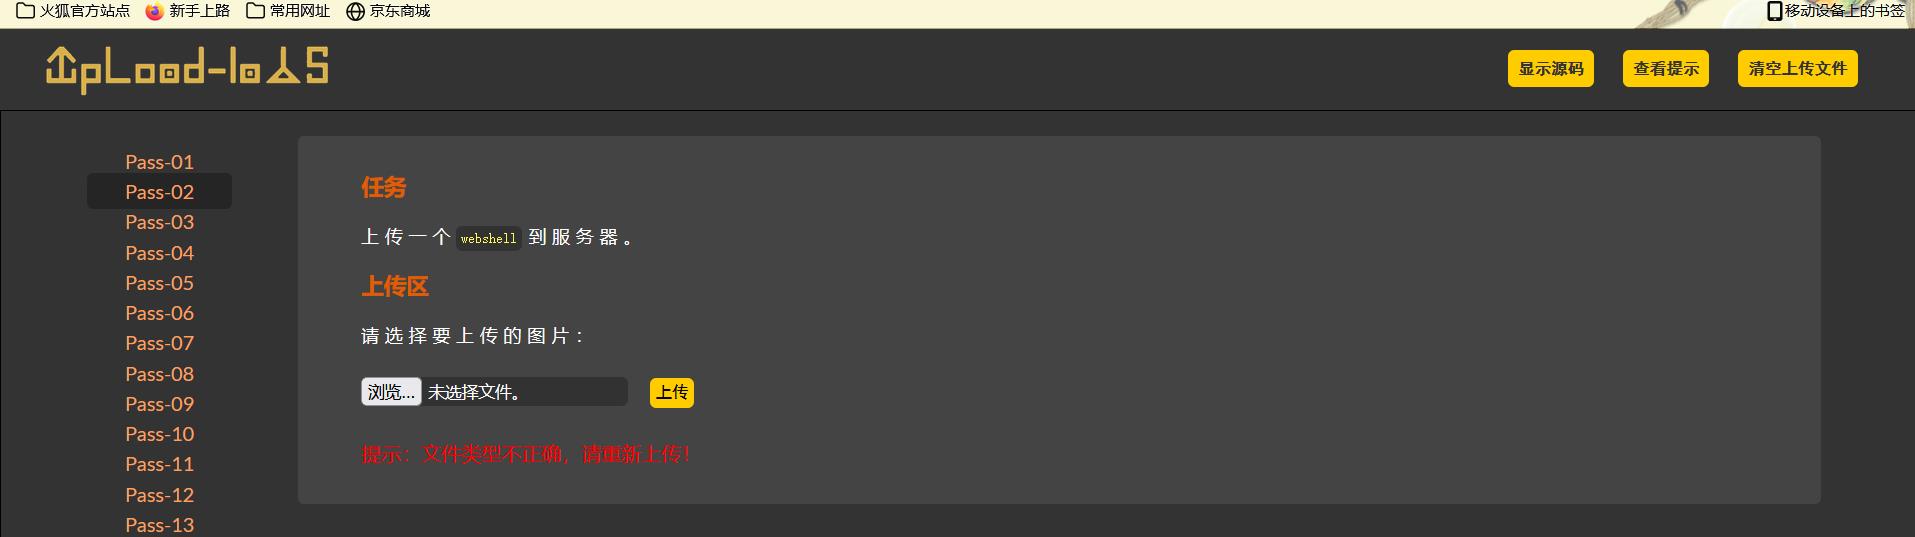 火狐官方站点 新手上路 常用网址 京东商城 移动设备上的书签
UpLoad-labs 显示源码 查看提示 清空上传文件
Pass-01
Pass-02
Pass-03
Pass-04
Pass-05
Pass-06
Pass-07
Pass-08
Pass-09
Pass-10
Pass-11
Pass-12
Pass-13
任务
上传一个 webshell 到服务器。
上传区
请选择要上传的图片：
浏览... 未选择文件。 上传
提示：文件类型不正确，请重新上传！